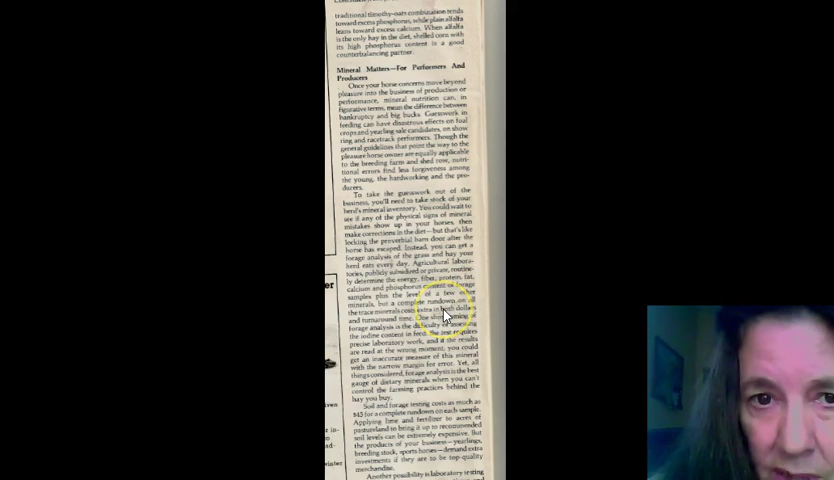 traditional timothy-oats combination tends
toward excess phosphorus, while plain alfalfa
leans toward excess calcium. When alfalfa
is the only hay in the diet, shelled corn with
its high phosphorus content is a good
counterbalancing partner.
Mineral Matters—For Performers And
Producers
Once your horse concerns move beyond
pleasure into the business of production or
performance, mineral nutrition can, in
figurative terms, mean the difference between
bankruptcy and big bucks. Guesswork in
feeding can have disastrous effects on foal
crops and yearling-sale candidates, on show
ring and racetrack performers. Though the
general guidelines that point the way to the
pleasure horse owner are equally applicable
to the breeding farm and shed row, nutri-
tional errors find less forgiveness among
the young, the hardworking and the pro-
ducers.
To take the guesswork out of the
business, you'll need to take stock of your
herd's mineral inventory. You could wait to
see if any of the physical signs of mineral
mistakes show up in your horses, then
make corrections in the diet—but that's like
locking the proverbial barn door after the
horse has escaped. Instead, you can get a
forage analysis of the grass and hay your
herd eats every day. Agricultural labora-
tories, publicly subsidized or private, routine-
ly determine the energy, fiber, protein, fat,
calcium and phosphorus content of forage
samples plus the level of a few other
minerals, but a complete rundown on all
the trace minerals costs extra in both dollars
and turnaround time. One shortcoming of
forage analysis is the difficulty of assessing
the iodine content in feed; the test requires
precise laboratory work, and if the results
are read at the wrong moment, you could
get an inaccurate measure of this mineral
with the narrow margin for error. Yet, all
things considered, forage analysis is the best
gauge of dietary minerals when you can't
control the farming practices behind the
hay you buy.
Soil and forage testing costs as much as
$45 for a complete rundown on each sample.
Applying lime and fertilizer to acres of
pastureland to bring it up to recommended
soil levels can be extremely expensive. But
the products of your business—yearlings,
breeding stock, sports horses—demand extra
investments if they are to be top-quality
merchandise.
Another possibility is laboratory testing
er
winter